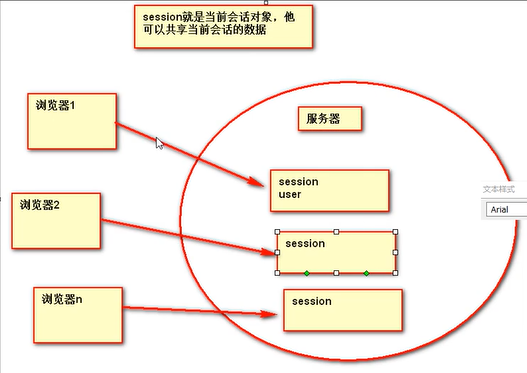 session就是当前会话对象，他
可以共享当前会话的数据
浏览器1
服务器
session
user
文本样式
Arial
浏览器2
session
浏览器n
session